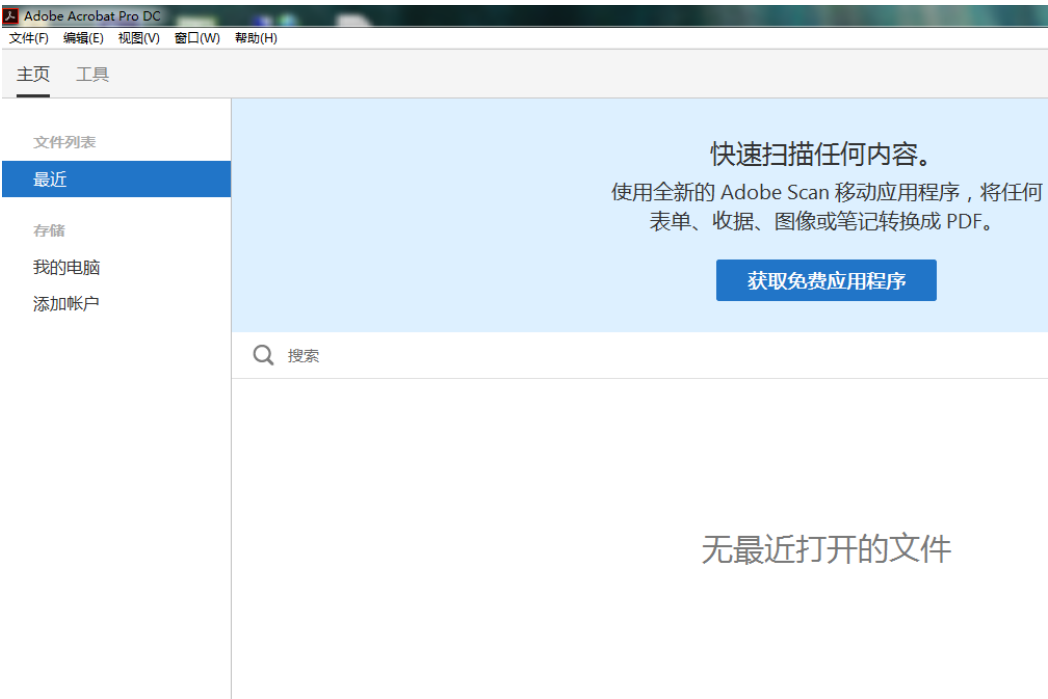 Adobe Acrobat Pro DC
文件(F) 编辑(E) 视图(V) 窗口(W) 帮助(H)
主页 工具
文件列表
最近
存储
我的电脑
添加帐户
快速扫描任何内容。
使用全新的 Adobe Scan 移动应用程序，将任何
表单、收据、图像或笔记转换成 PDF。
获取免费应用程序
搜索
无最近打开的文件